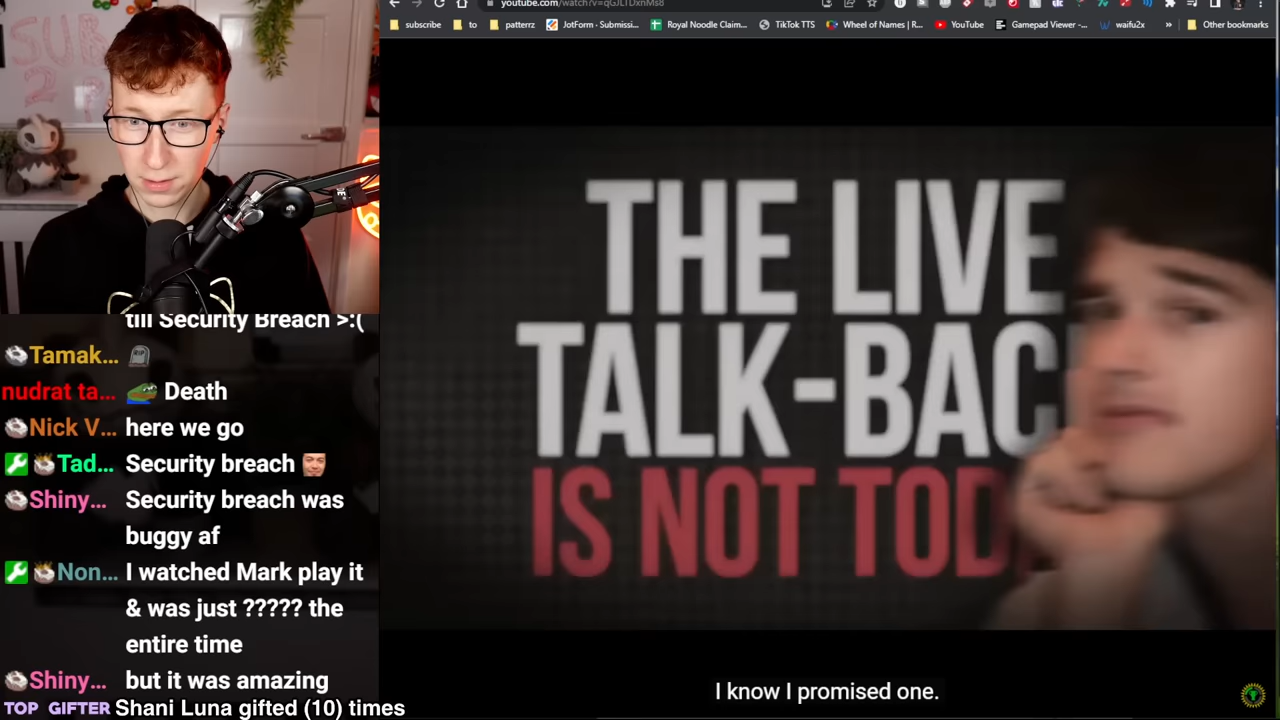 youtube.com/watch?v=qGJLTDxnMs8
subscribe
to
patterrz
JotForm - Submissi...
Royal Noodle Claim...
TikTok TTS
Wheel of Names | R...
YouTube
Gamepad Viewer -...
waifu2x
»
Other bookmarks
SUB
2
THE LIVE
TALK-BAC
IS NOT TOD
I know I promised one.
till Security Breach >:(
Tamak...
nudrat ta... Death
Nick V... here we go
Tad... Security breach
Shiny... Security breach was
buggy af
Non... I watched Mark play it
& was just ????? the
entire time
Shiny... but it was amazing
TOP GIFTER Shani Luna gifted (10) times